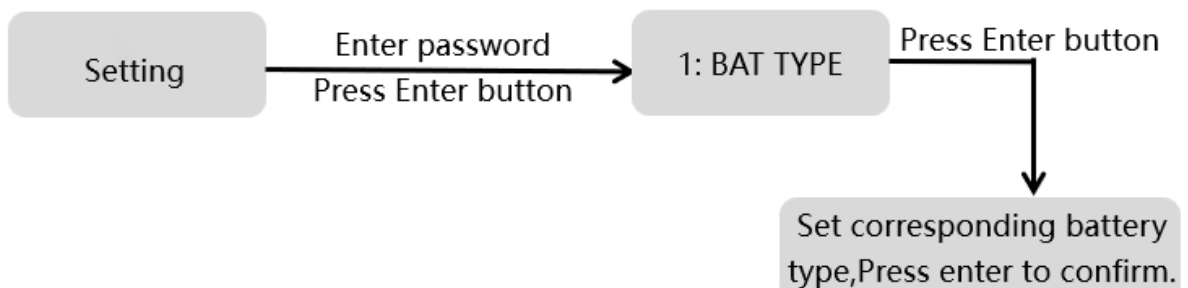 Setting
Enter password
Press Enter button
1: BAT TYPE
Press Enter button
Set corresponding battery
type,Press enter to confirm.